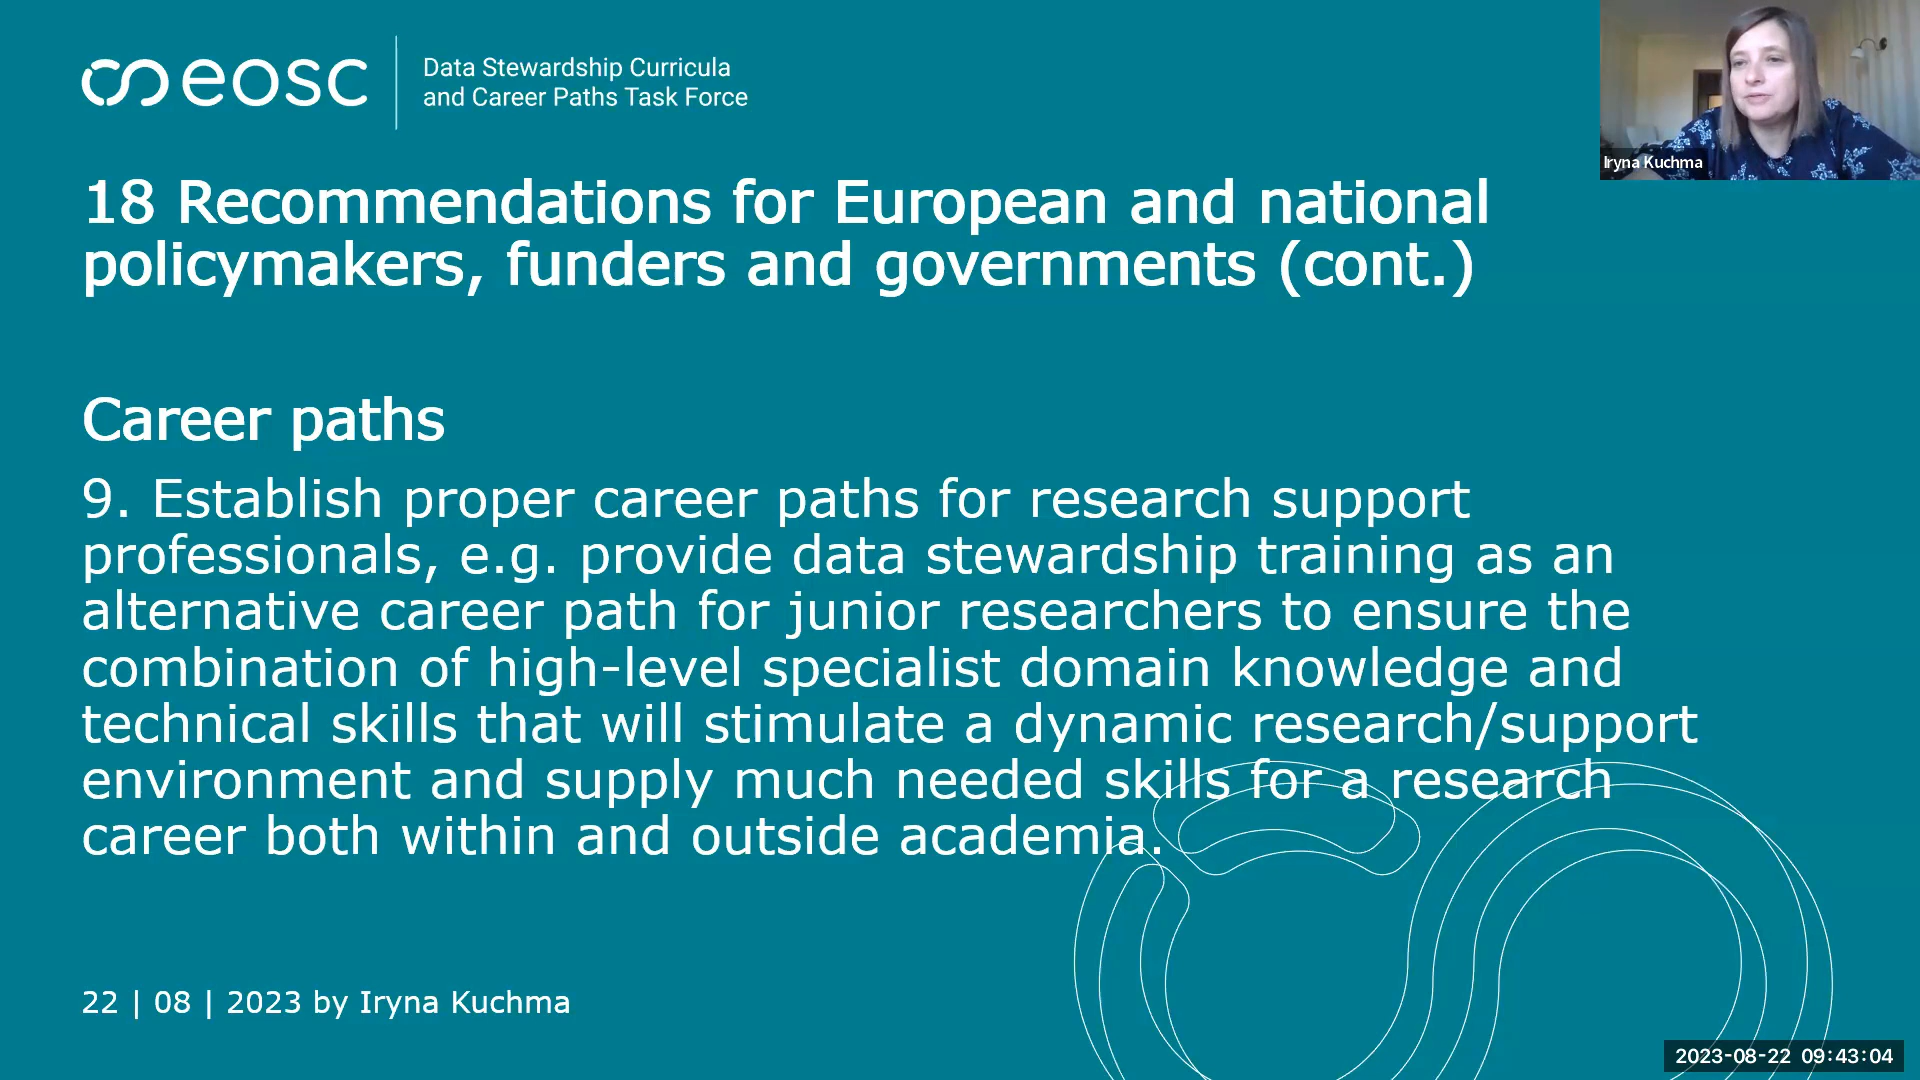 eosc
Data Stewardship Curricula
and Career Paths Task Force
Iryna Kuchma
18 Recommendations for European and national
policymakers, funders and governments (cont.)
Career paths
9. Establish proper career paths for research support
professionals, e.g. provide data stewardship training as an
alternative career path for junior researchers to ensure the
combination of high-level specialist domain knowledge and
technical skills that will stimulate a dynamic research/support
environment and supply much needed skills for a research
career both within and outside academia.
22 | 08 | 2023 by Iryna Kuchma
2023-08-22 09:43:04